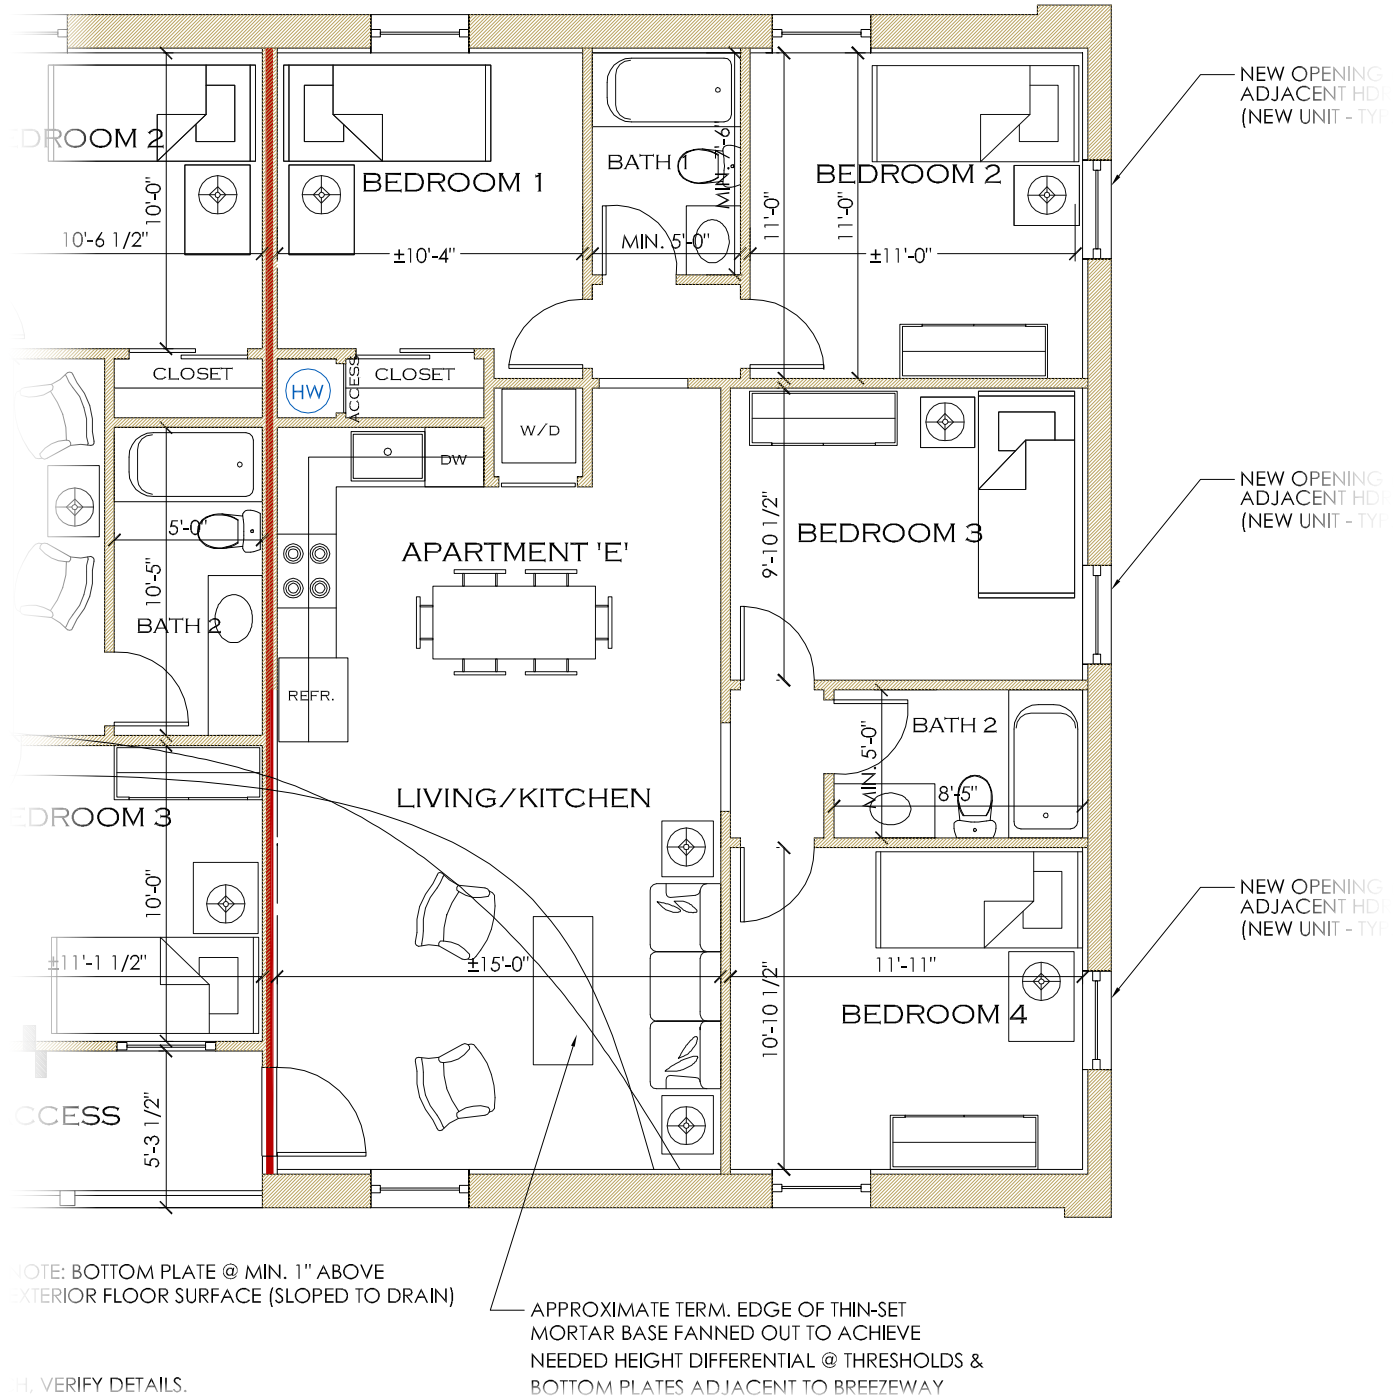 NEW OPENING
ADJACENT
(NEW UNIT -
BEDROOM 1
BATH 1
BEDROOM 2
10'-0"
10'-6 1/2"
±10'-4"
MIN. 5'-0"
11'-0"
11'-0"
±11'-0"
CLOSET
HW
ACCESS
CLOSET
W/D
DW
NEW OPENING
ADJACENT
(NEW UNIT -
5'-0"
10'-5"
BATH 2
APARTMENT 'E'
9'-10 1/2"
BEDROOM 3
REFR.
BATH 2
MIN. 5'-0"
8'-5"
LIVING/KITCHEN
3
10'-0"
±11'-1 1/2"
±15'-0"
10'-10 1/2"
11'-11"
BEDROOM 4
NEW OPENING
ADJACENT
(NEW UNIT -
5'-3 1/2"
BOTTOM PLATE @ MIN. 1" ABOVE
EXTERIOR FLOOR SURFACE (SLOPED TO DRAIN)
APPROXIMATE TERM. EDGE OF THIN-SET
MORTAR BASE FANNED OUT TO ACHIEVE
NEEDED HEIGHT DIFFERENTIAL @ THRESHOLDS &
BOTTOM PLATES ADJACENT TO BREEZEWAY
VERIFY DETAILS.